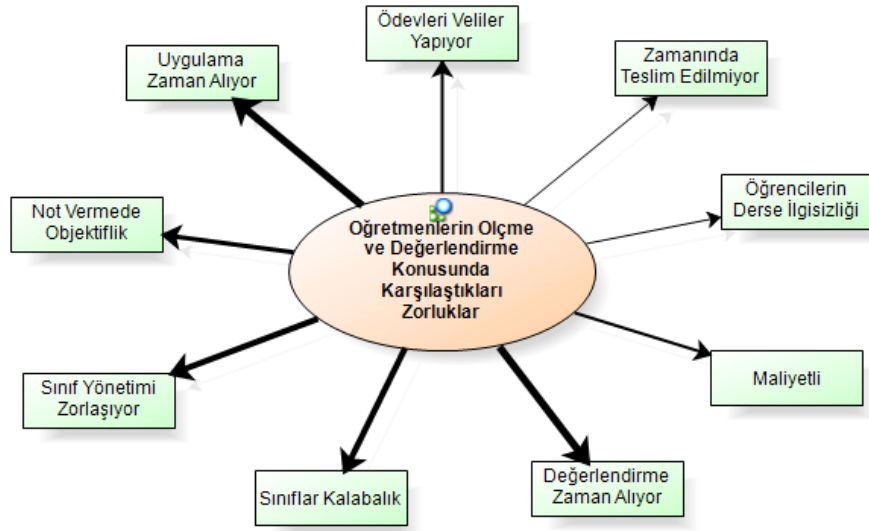 Ödevleri Veliler
Yapıyor
Uygulama
Zaman Alıyor
Zamanında
Teslim Edilmiyor
Not Vermede
Objektiflik
Öğretmenlerin Ölçme
ve Değerlendirme
Konusunda
Karşılaştıkları
Zorluklar
Öğrencilerin
Derse İlgisizliği
Sınıf Yönetimi
Zorlaşıyor
Maliyetli
Sınıflar Kalabalık
Değerlendirme
Zaman Alıyor